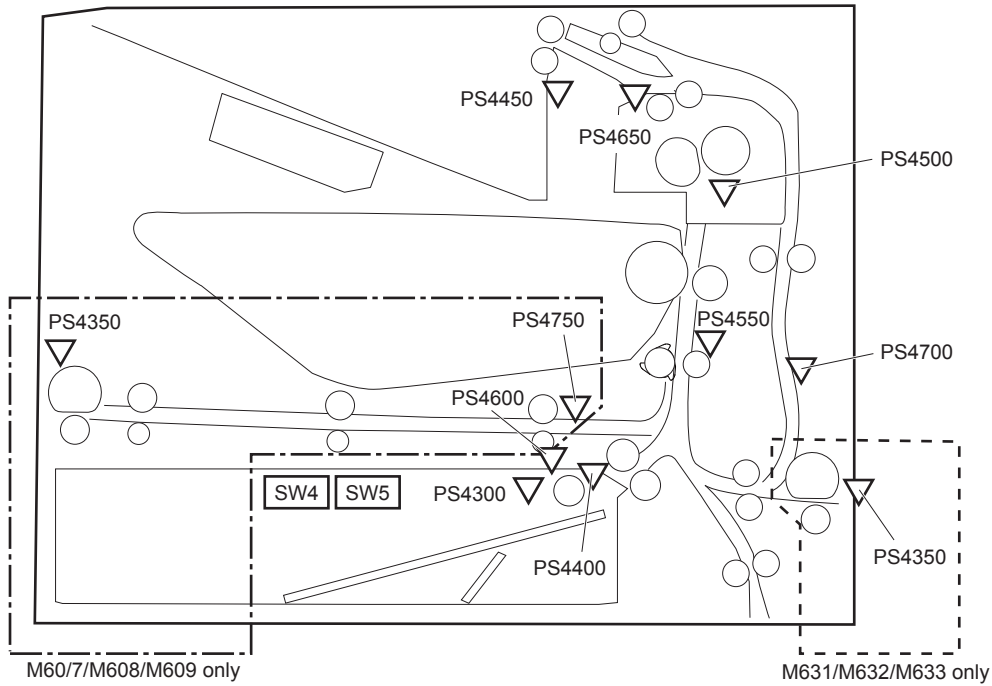 PS4450
PS4650
PS4500
PS4350
PS4750
PS4550
PS4700
PS4600
SW4
SW5
PS4300
PS4400
PS4350
M60/7/M608/M609 only
M631/M632/M633 only